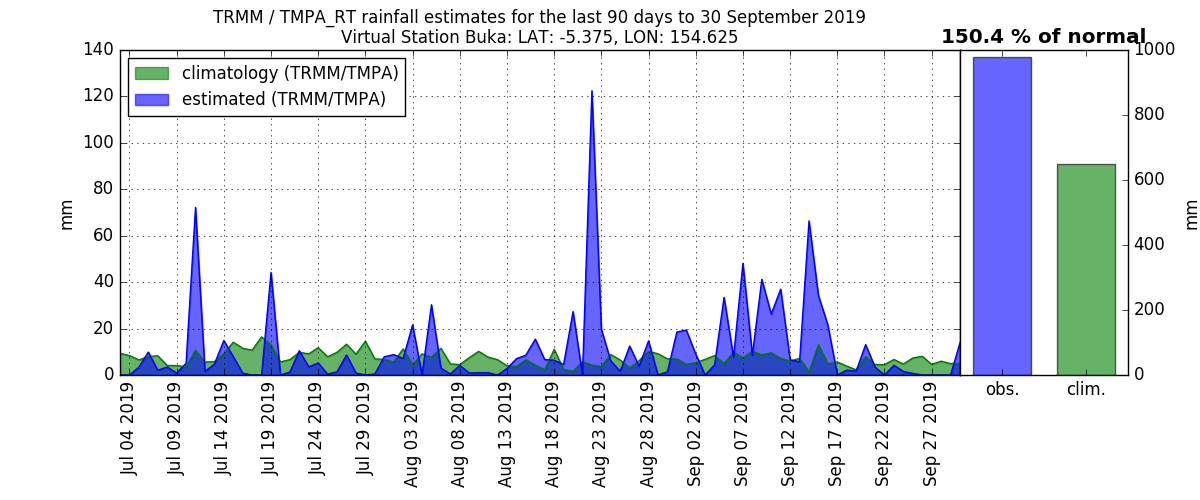 TRMM / TMPA_RT rainfall estimates for the last 90 days to 30 September 2019
Virtual Station Buka: LAT: -5.375, LON: 154.625
150.4 % of normal
climatology (TRMM/TMPA)
estimated (TRMM/TMPA)
140
120
100
80
60
40
20
0
mm
Jul 04 2019
Jul 09 2019
Jul 14 2019
Jul 19 2019
Jul 24 2019
Jul 29 2019
Aug 03 2019
Aug 08 2019
Aug 13 2019
Aug 18 2019
Aug 23 2019
Aug 28 2019
Sep 02 2019
Sep 07 2019
Sep 12 2019
Sep 17 2019
Sep 22 2019
Sep 27 2019
obs.
clim.
1000
800
600
400
200
0
mm